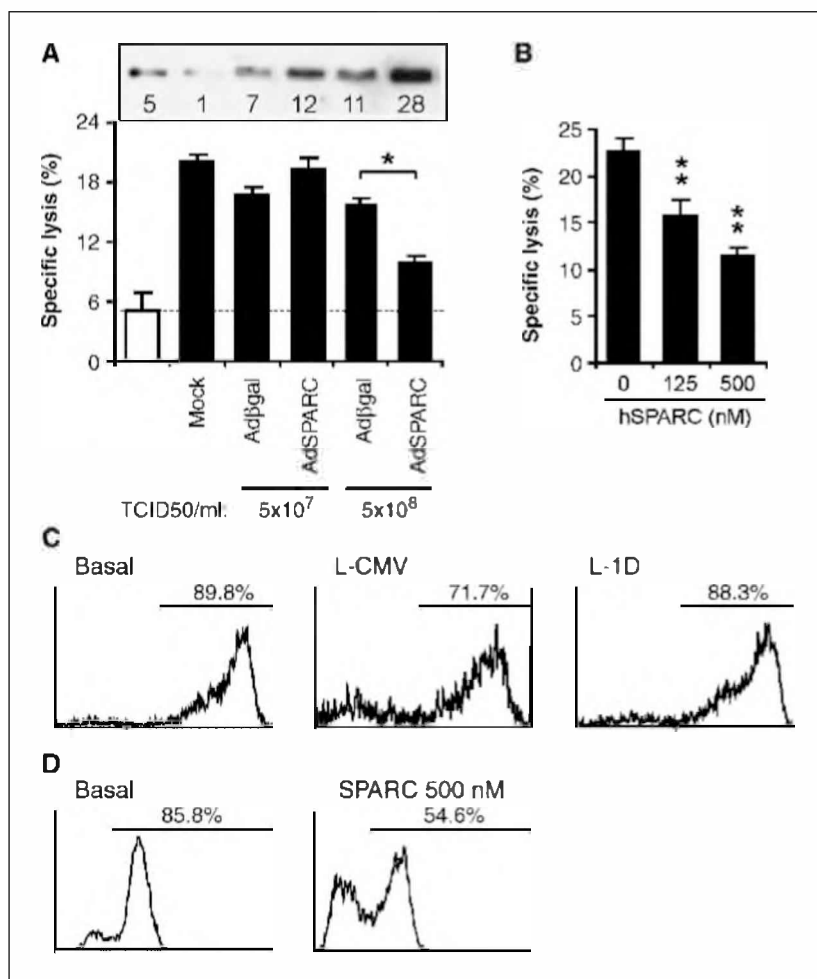 A
5 1 7 12 11 28
Specific lysis (%)
24
18
12
6
0
*
Mock
Adβgal
AdSPARC
Adβgal
AdSPARC
TCID50/ml: 5x10⁷ 5x10⁸
B
Specific lysis (%)
25
20
15
10
5
0
**
**
0 125 500
hSPARC (nM)
C
Basal L-CMV L-1D
89.8% 71.7% 88.3%
D
Basal SPARC 500 nM
85.8% 54.6%